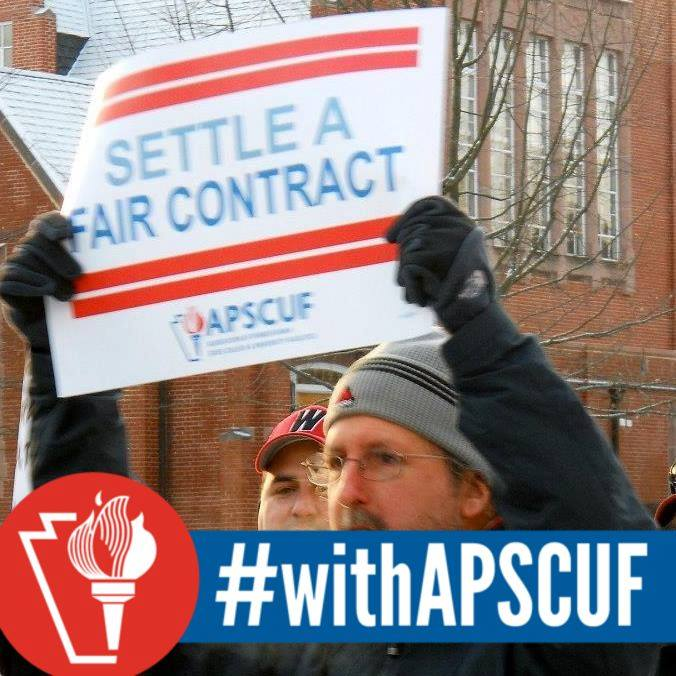 SETTLE A
FAIR CONTRACT
APSCUF
W
#withAPSCUF